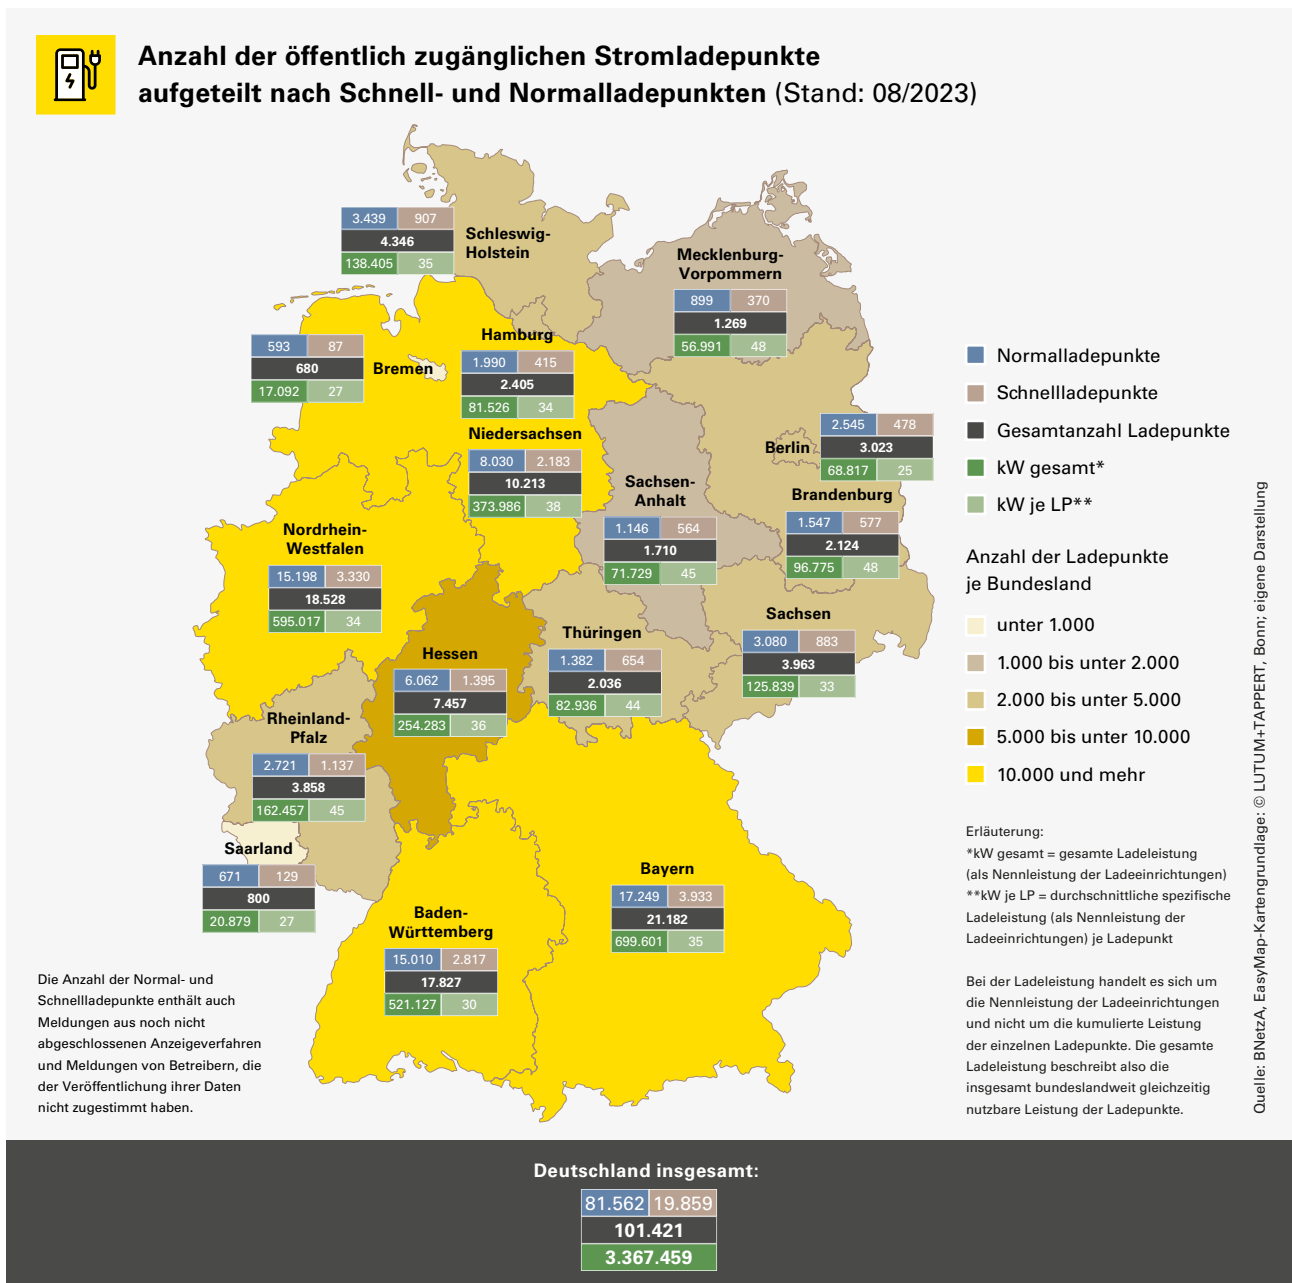 Anzahl der öffentlich zugänglichen Stromladepunkte
aufgeteilt nach Schnell- und Normalladepunkten (Stand: 08/2023)
3.439 907
4.346
138.405 35
Schleswig-
Holstein
Mecklenburg-
Vorpommern
899 370
1.269
56.991 48
593 87
680
17.092 27
Bremen
Hamburg
1.990 415
2.405
81.526 34
Niedersachsen
8.030 2.183
10.213
373.986 38
Berlin
2.545 478
3.023
68.817 25
Sachsen-
Anhalt
1.146 564
1.710
71.729 45
Brandenburg
1.547 577
2.124
96.775 48
Nordrhein-
Westfalen
15.198 3.330
18.528
595.017 34
Hessen
6.062 1.395
7.457
254.283 36
Thüringen
1.382 654
2.036
82.936 44
Sachsen
3.080 883
3.963
125.839 33
Rheinland-
Pfalz
2.721 1.137
3.858
162.457 45
Saarland
671 129
800
20.879 27
Baden-
Württemberg
15.010 2.817
17.827
521.127 30
Bayern
17.249 3.933
21.182
699.601 35
Normalladepunkte
Schnellladepunkte
Gesamtanzahl Ladepunkte
kW gesamt*
kW je LP**
Anzahl der Ladepunkte
je Bundesland
unter 1.000
1.000 bis unter 2.000
2.000 bis unter 5.000
5.000 bis unter 10.000
10.000 und mehr
Erläuterung:
*kW gesamt = gesamte Ladeleistung
(als Nennleistung der Ladeeinrichtungen)
**kW je LP = durchschnittliche spezifische
Ladeleistung (als Nennleistung der
Ladeeinrichtungen) je Ladepunkt
Bei der Ladeleistung handelt es sich um
die Nennleistung der Ladeeinrichtungen
und nicht um die kumulierte Leistung
der einzelnen Ladepunkte. Die gesamte
Ladeleistung beschreibt also die
insgesamt bundeslandweit gleichzeitig
nutzbare Leistung der Ladepunkte.
Quelle: BNetzA, EasyMap-Kartengrundlage: © LUTUM+TAPPERT, Bonn; eigene Darstellung
Die Anzahl der Normal- und
Schnellladepunkte enthält auch
Meldungen aus noch nicht
abgeschlossenen Anzeigeverfahren
und Meldungen von Betreibern, die
der Veröffentlichung ihrer Daten
nicht zugestimmt haben.
Deutschland insgesamt:
81.562 19.859
101.421
3.367.459